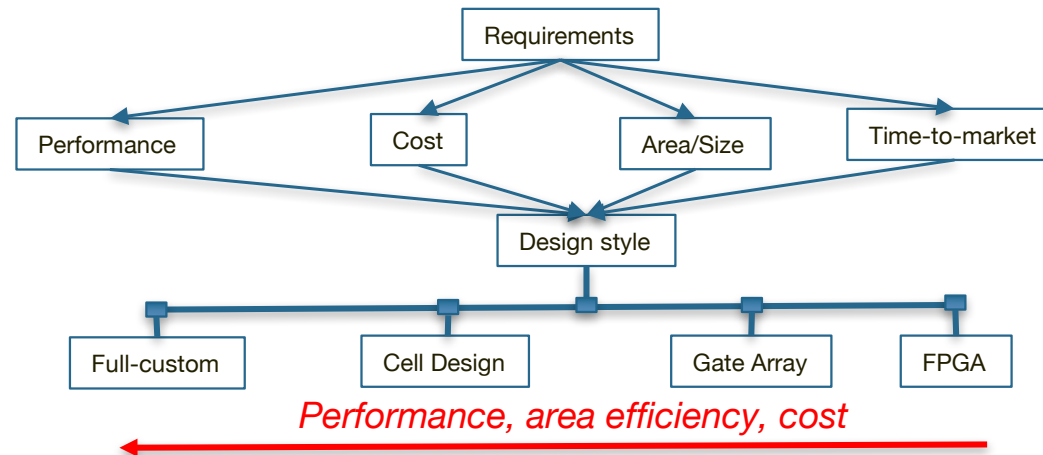 Requirements
Performance
Cost
Area/Size
Time-to-market
Design style
Full-custom
Cell Design
Gate Array
FPGA
Performance, area efficiency, cost